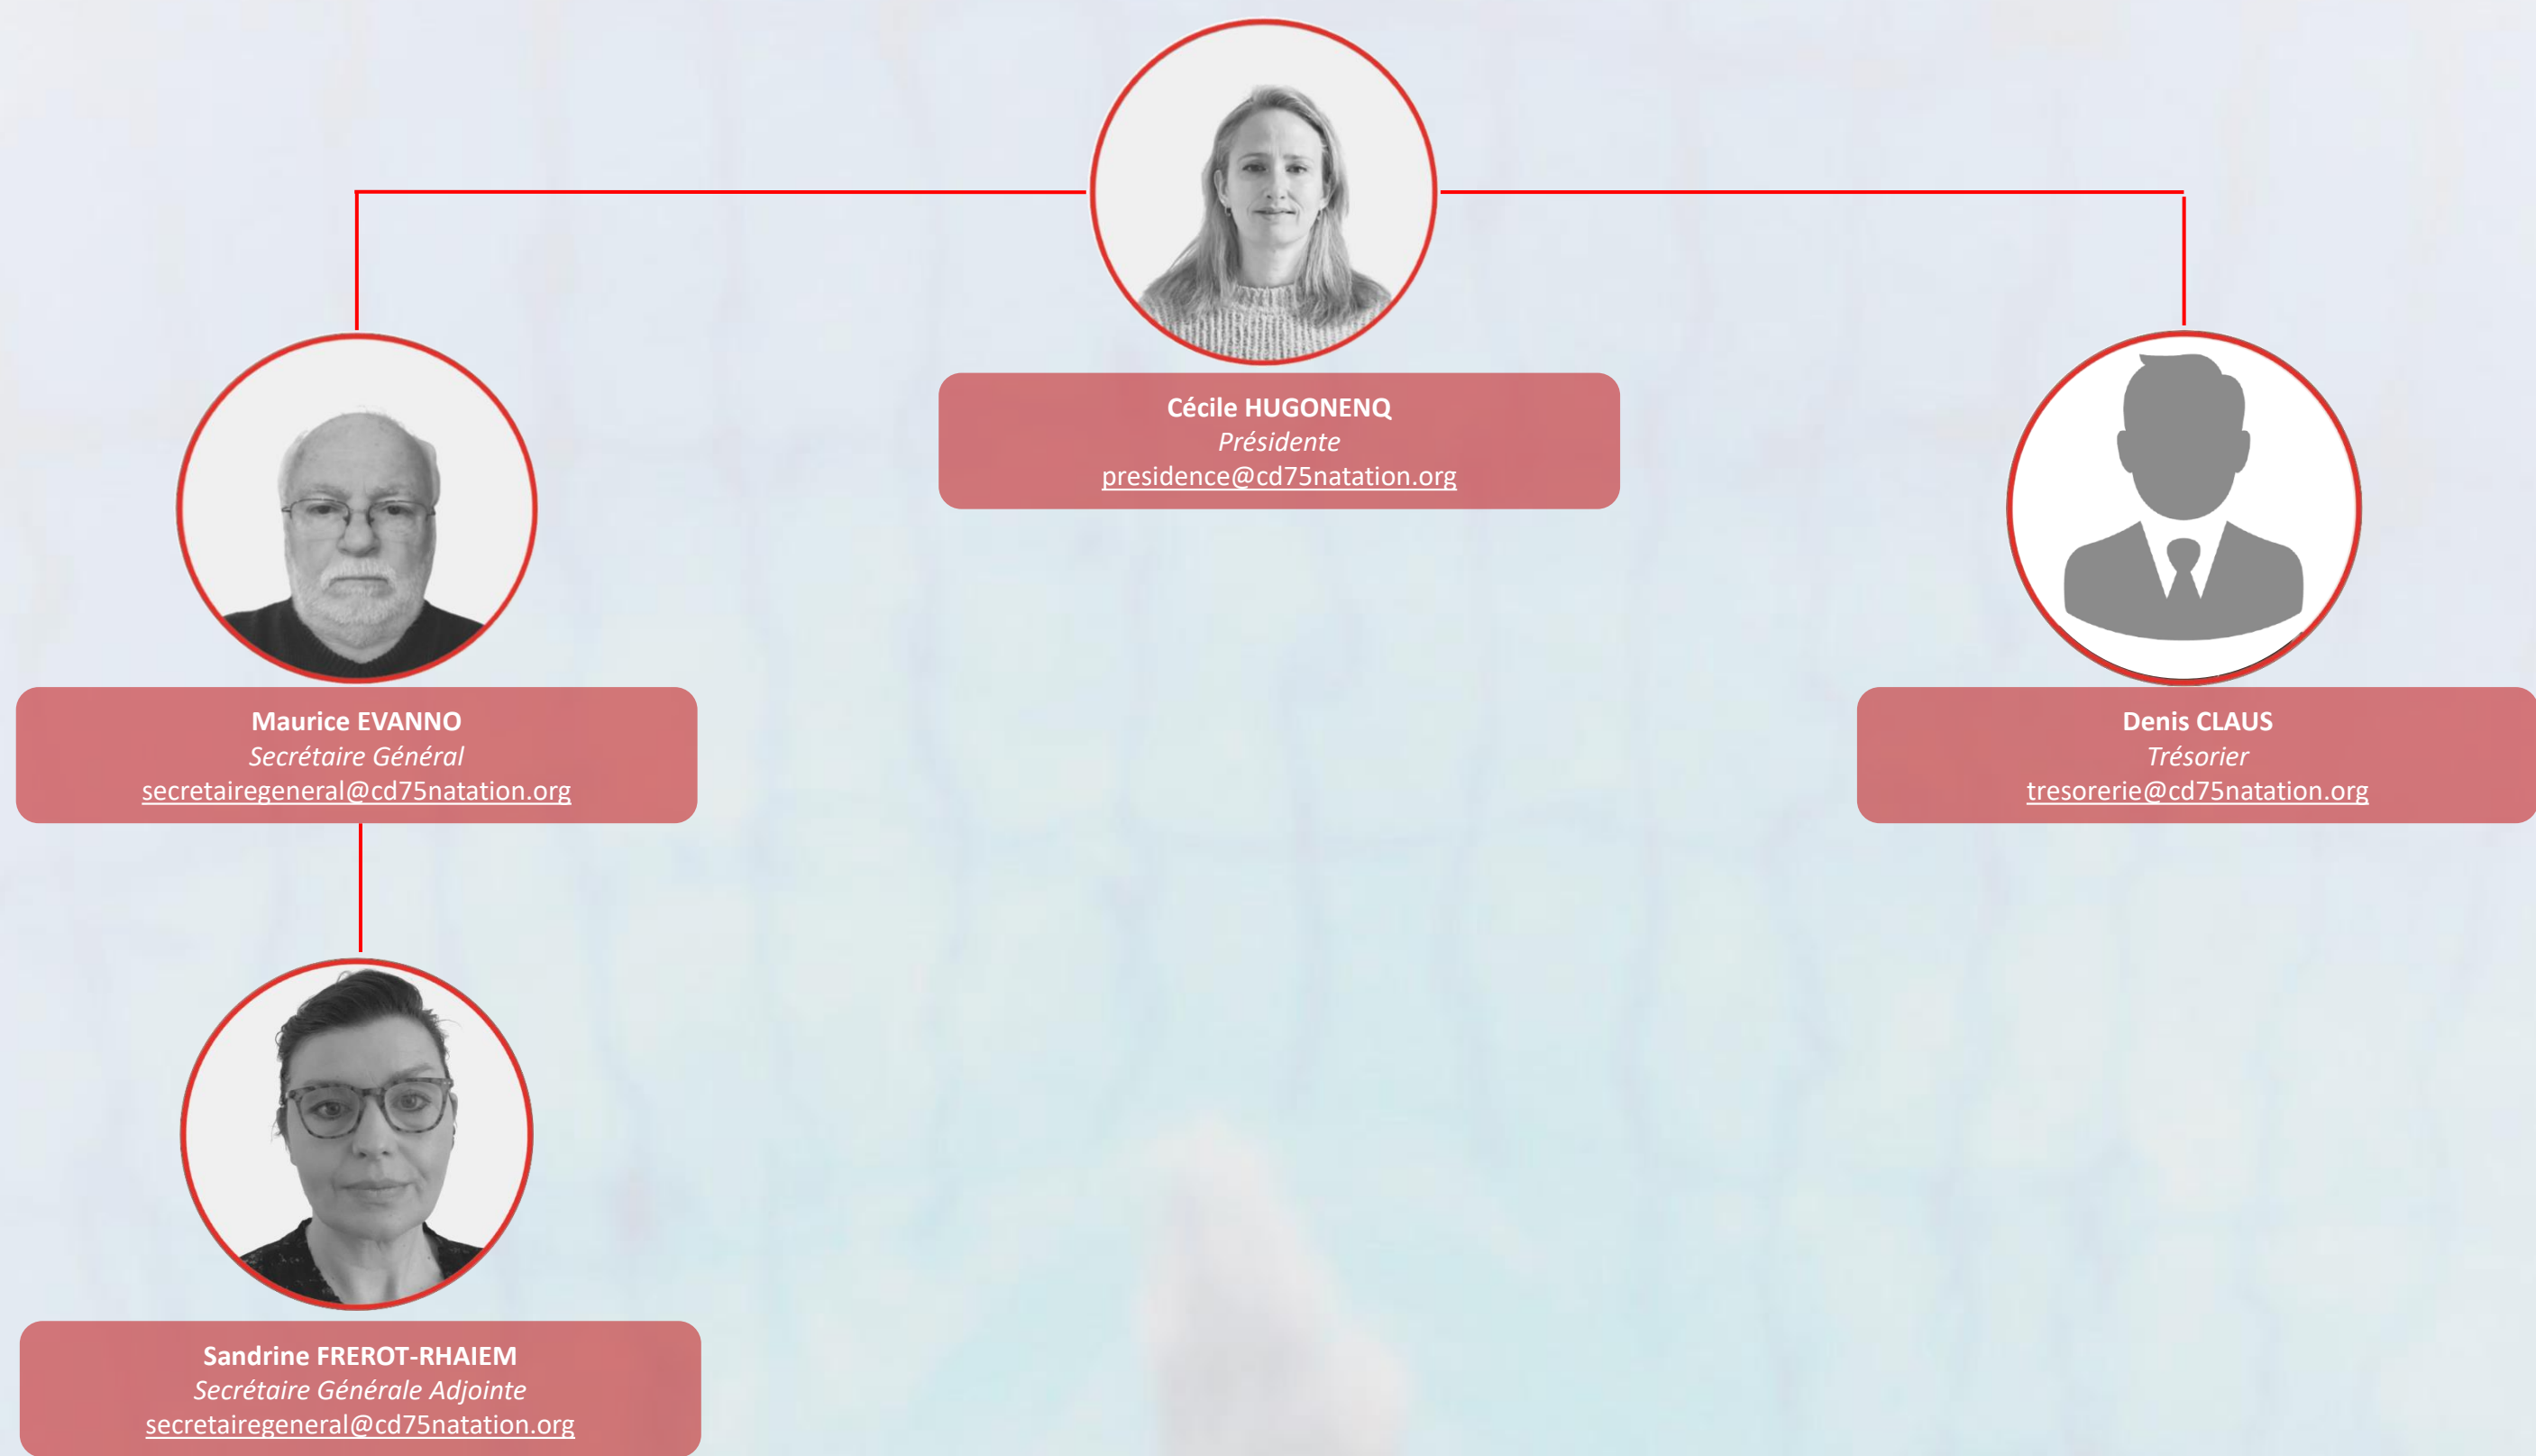 Cécile HUGONENQ
Présidente
presidence@cd75natation.org
Maurice EVANNO
Secrétaire Général
secretairegeneral@cd75natation.org
Denis CLAUS
Trésorier
tresorerie@cd75natation.org
Sandrine FREROT-RHAIEM
Secrétaire Générale Adjointe
secretairegeneral@cd75natation.org